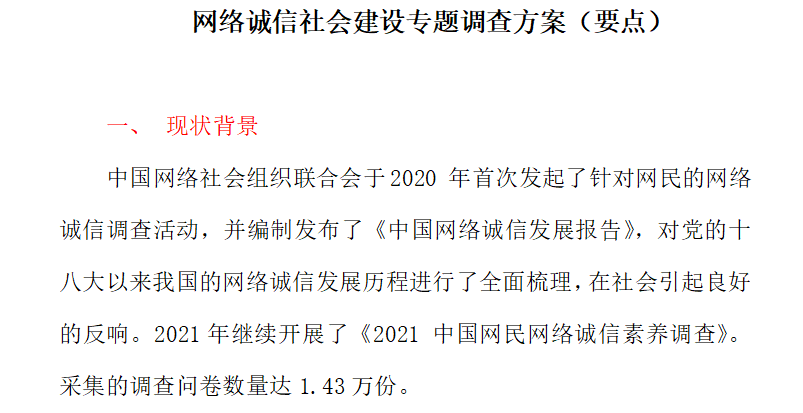 网络诚信社会建设专题调查方案（要点）
一、 现状背景
中国网络社会组织联合会于 2020 年首次发起了针对网民的网络
诚信调查活动，并编制发布了《中国网络诚信发展报告》，对党的十
八大以来我国的网络诚信发展历程进行了全面梳理，在社会引起良好
的反响。2021 年继续开展了《2021 中国网民网络诚信素养调查》。
采集的调查问卷数量达 1.43 万份。